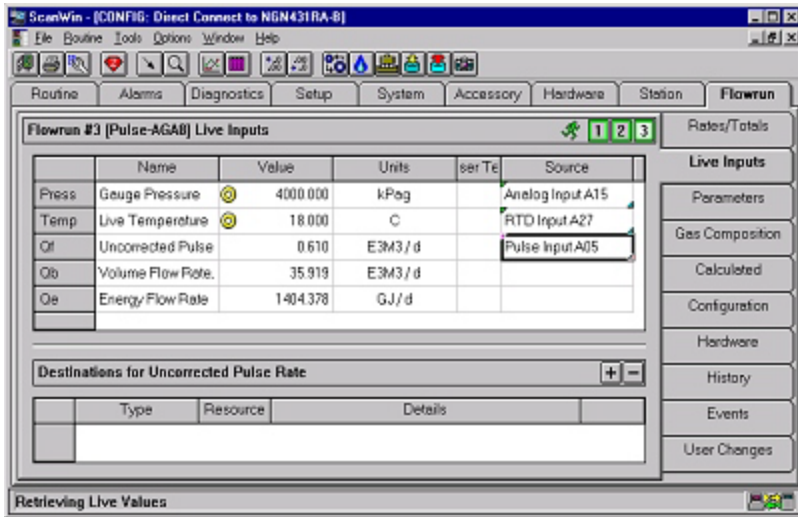 ScanWin - [CONFIG: Direct Connect to NGN431RA-B]
File Routine Tools Options Window Help
Routine Alarms Diagnostics Setup System Accessory Hardware Station Flowrun
Flowrun #3 [Pulse-AGA8] Live Inputs 1 2 3
Name Value Units ser Te Source
Press Gauge Pressure 4000.000 kPag Analog Input A15
Temp Live Temperature 18.000 C RTD Input A27
Qf Uncorrected Pulse 0.610 E3M3/d Pulse Input A05
Qb Volume Flow Rate, 35.919 E3M3/d
Qe Energy Flow Rate 1404.378 GJ/d
Destinations for Uncorrected Pulse Rate + −
Type Resource Details
Rates/Totals
Live Inputs
Parameters
Gas Composition
Calculated
Configuration
Hardware
History
Events
User Changes
Retrieving Live Values